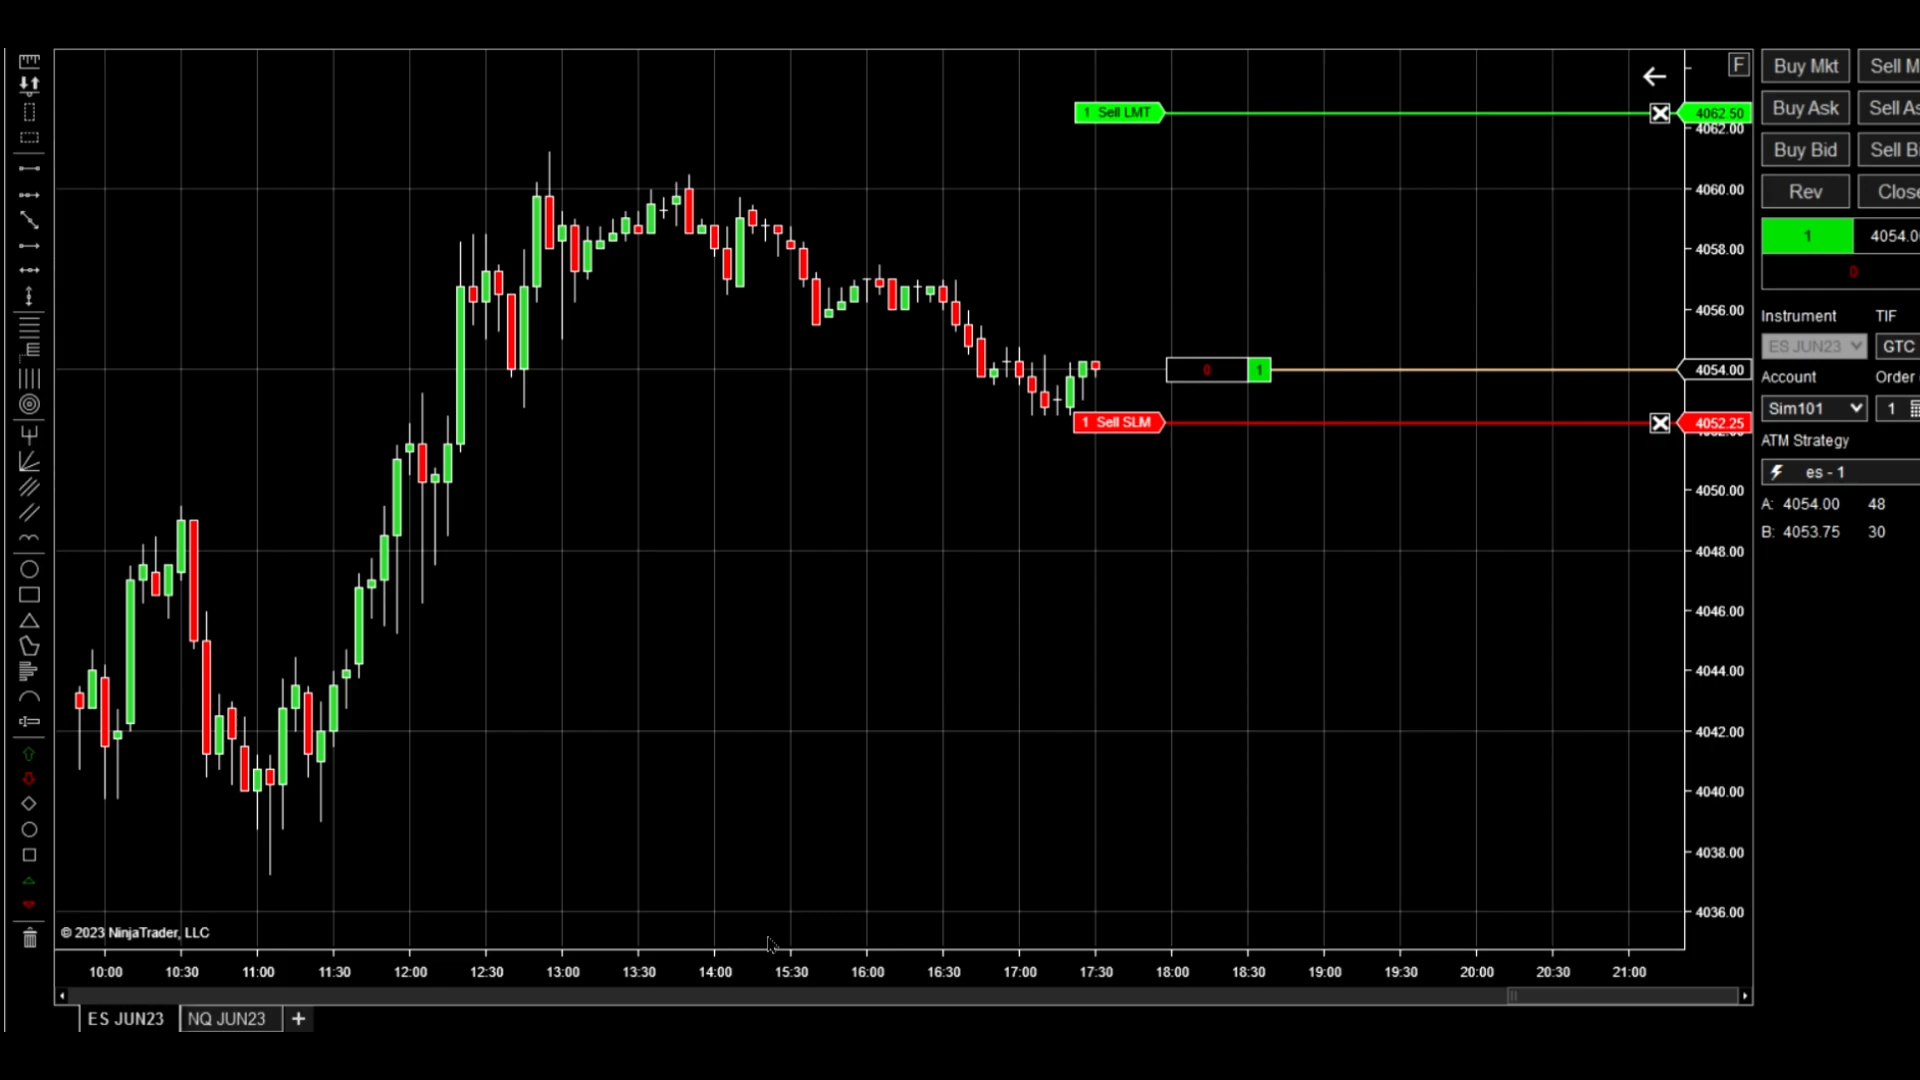 F
Buy Mkt Sell M
1 Sell LMT
4062.50
4062.00
Buy Ask Sell As
Buy Bid Sell Bi
4060.00
Rev Close
4058.00
1 4054.00
0
4056.00
Instrument TIF
ES JUN23 GTC
0 1
4054.00
Account Order
Sim101 1
1 Sell SLM
4052.25
ATM Strategy
es - 1
4050.00
A: 4054.00 48
B: 4053.75 30
4048.00
4046.00
4044.00
4042.00
4040.00
4038.00
4036.00
© 2023 NinjaTrader, LLC
10:00 10:30 11:00 11:30 12:00 12:30 13:00 13:30 14:00 15:30 16:00 16:30 17:00 17:30 18:00 18:30 19:00 19:30 20:00 20:30 21:00
ES JUN23 NQ JUN23 +